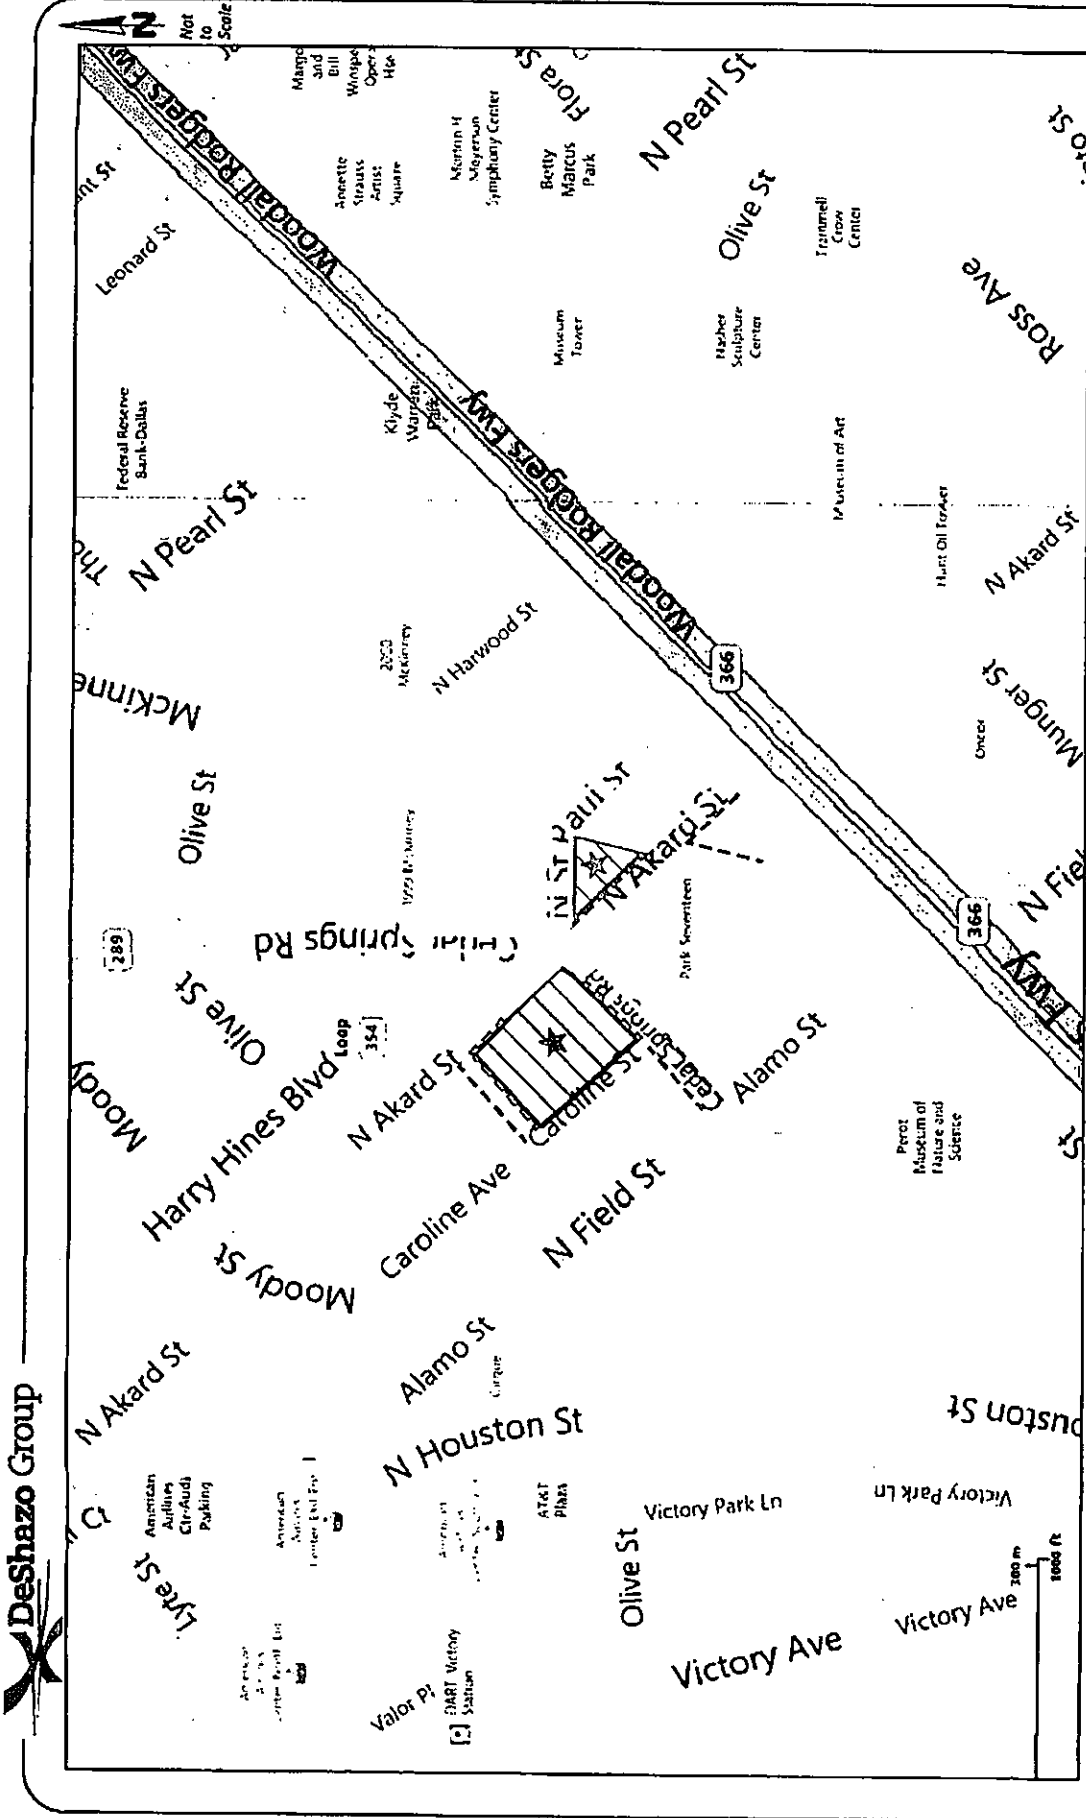 DeShazo Group
N
Not
to
Scale
N Akard St
Ct
American
Airlines
Ctr-Audi
Parking
Lyte St
Moody
Harry Hines Blvd
Moody St
Olive St
289
Loop
354
Olive St
N Pearl St
Federal Reserve
Bank-Dallas
Leonard St
Woodall Rodgers Fwy
Woodall Rodgers Fwy
Annette
Strauss
Artist
Square
Margo
and
Bill
Morton H
Meyerson
Symphony Center
Betty
Marcus
Park
Flora St
N Pearl St
Klyde
Warren
Park
2000
McKinney
N Harwood St
Cedar Springs Rd
N Akard St
Caroline Ave
Caroline St
N Field St
Alamo St
Cirque
N Houston St
Valor Pl
DART Victory
Station
AT&T
Plaza
Victory Park Ln
Olive St
Victory Ave
Victory Ave
Victory Park Ln
N St Paul St
N Akard St
Park Seventeen
Cedar Springs Rd
Alamo St
Museum
Tower
Nasher
Sculpture
Center
Olive St
Trammell
Crow
Center
Ross Ave
Museum of Art
Hunt Oil Tower
N Akard St
Munger St
366
366
Perot
Museum of
Nature and
Science
300 m
1000 ft